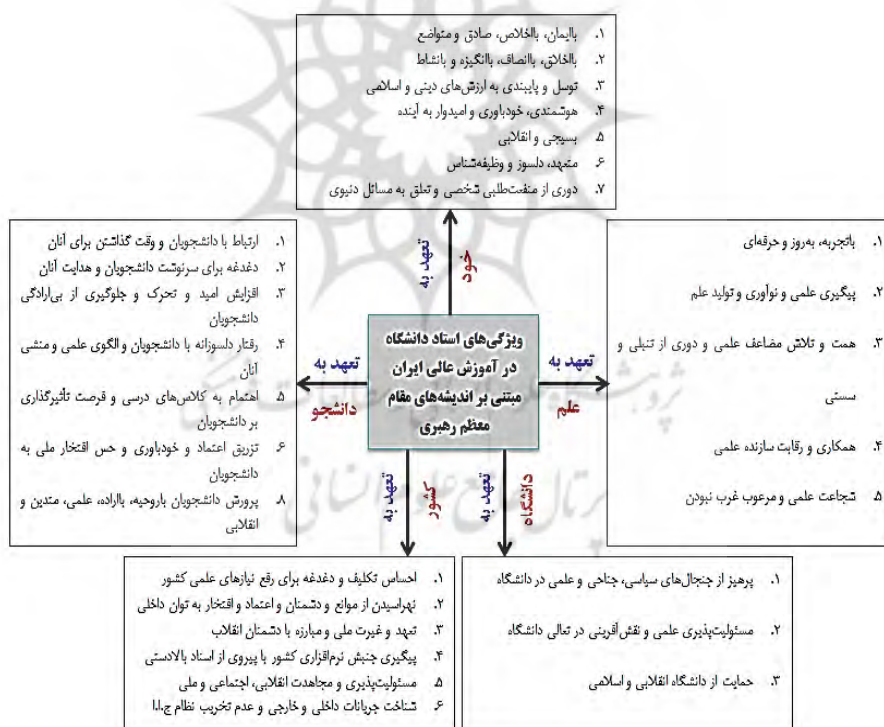 ۱. باایمان، بااخلاص، صادق و متواضع
۲. بااخلاق، باانصاف، باانگیزه و بانشاط
۳. توسل و پایبندی به ارزش‌های دینی و اسلامی
۴. هوشمندی، خودباوری و امیدوار به آینده
۵. بسیجی و انقلابی
۶. متعهد، دلسوز و وظیفه‌شناس
۷. دوری از منفعت‌طلبی شخصی و تعلق به مسائل دنیوی
تعهد به
خود
۱. باتجربه، به‌روز و حرفه‌ای
۲. پیگیری علمی و نوآوری و تولید علم
۳. همت و تلاش مضاعف علمی و دوری از تنبلی و
سستی
۴. همکاری و رقابت سازنده علمی
۵. شجاعت علمی و مرعوب غرب نبودن
تعهد به
علم
ویژگی‌های استاد دانشگاه
در آموزش عالی ایران
مبتنی بر اندیشه‌های مقام
معظم رهبری
تعهد به
دانشجو
۱. ارتباط با دانشجویان و وقت گذاشتن برای آنان
۲. دغدغه برای سرنوشت دانشجویان و هدایت آنان
۳. افزایش امید و تحرک و جلوگیری از بی‌ارادگی
دانشجویان
۴. رفتار دلسوزانه با دانشجویان و الگوی علمی و منشی
آنان
۵. اهتمام به کلاس‌های درسی و فرصت تأثیرگذاری
بر دانشجویان
۶. تزریق اعتماد و خودباوری و حس افتخار ملی به
دانشجویان
۸. پرورش دانشجویان باروحیه، بااراده، علمی، متدین و
انقلابی
تعهد به
دانشگاه
تعهد به
کشور
۱. پرهیز از جنجال‌های سیاسی، جناحی و علمی در دانشگاه
۲. مسئولیت‌پذیری علمی و نقش‌آفرینی در تعالی دانشگاه
۳. حمایت از دانشگاه انقلابی و اسلامی
۱. احساس تکلیف و دغدغه برای رفع نیازهای علمی کشور
۲. نهراسیدن از موانع و دشمنان و اعتماد و افتخار به توان داخلی
۳. تعهد و غیرت ملی و مبارزه با دشمنان انقلاب
۴. پیگیری جنبش نرم‌افزاری کشور با پیروی از اسناد بالادستی
۵. مسئولیت‌پذیری و مجاهدت انقلابی، اجتماعی و ملی
۶. شناخت جریانات داخلی و خارجی و عدم تخریب نظام ج.ا.ا
پرتال جامع علوم انسانی